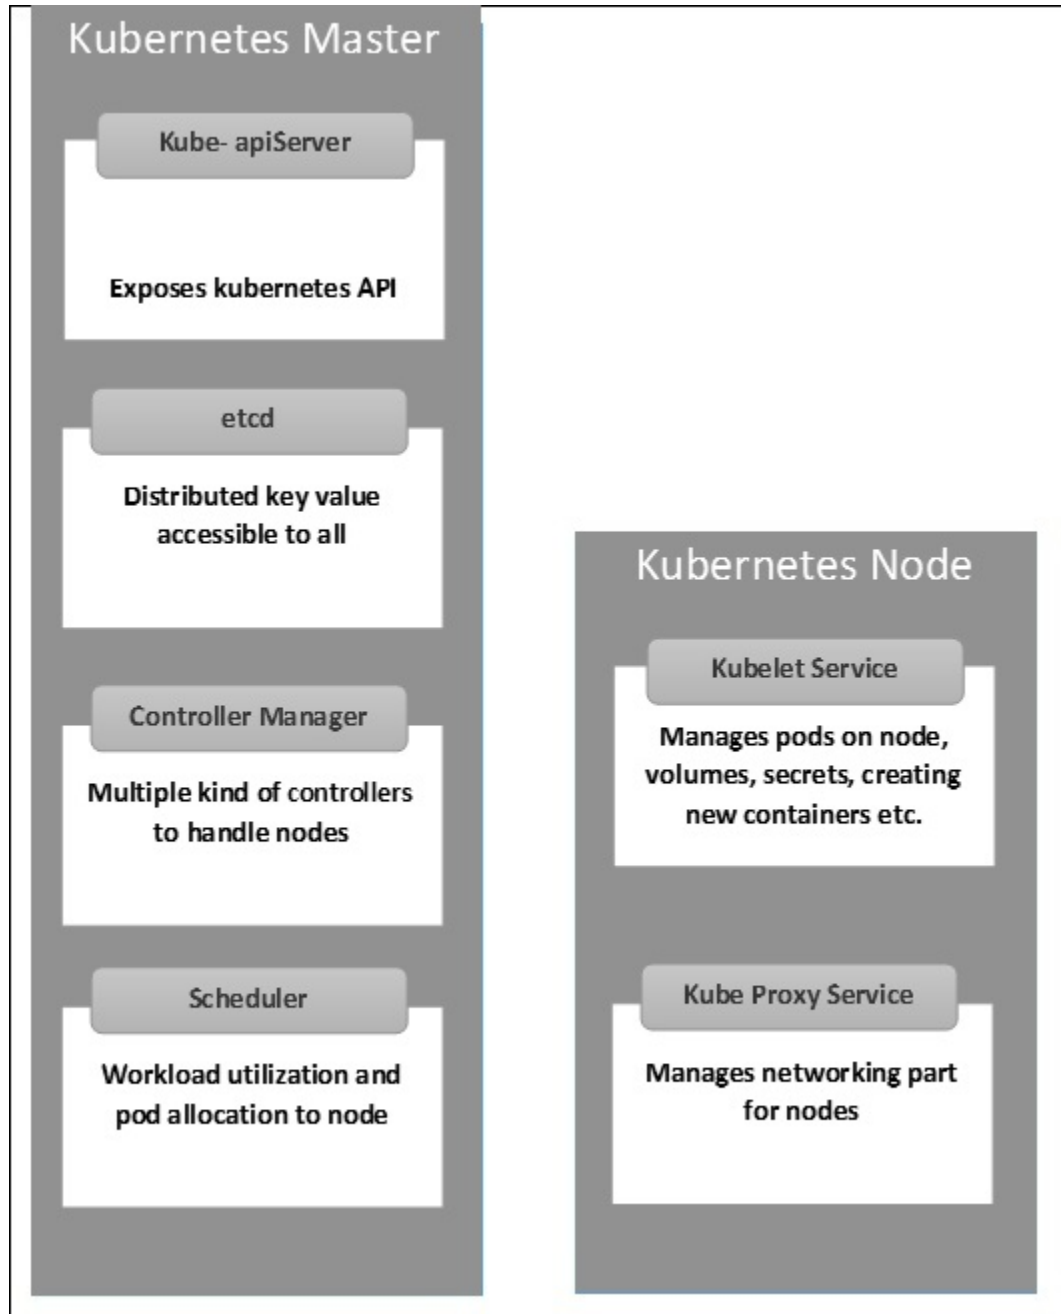 Kubernetes Master
Kube- apiServer
Exposes kubernetes API
etcd
Distributed key value
accessible to all
Controller Manager
Multiple kind of controllers
to handle nodes
Scheduler
Workload utilization and
pod allocation to node
Kubernetes Node
Kubelet Service
Manages pods on node,
volumes, secrets, creating
new containers etc.
Kube Proxy Service
Manages networking part
for nodes